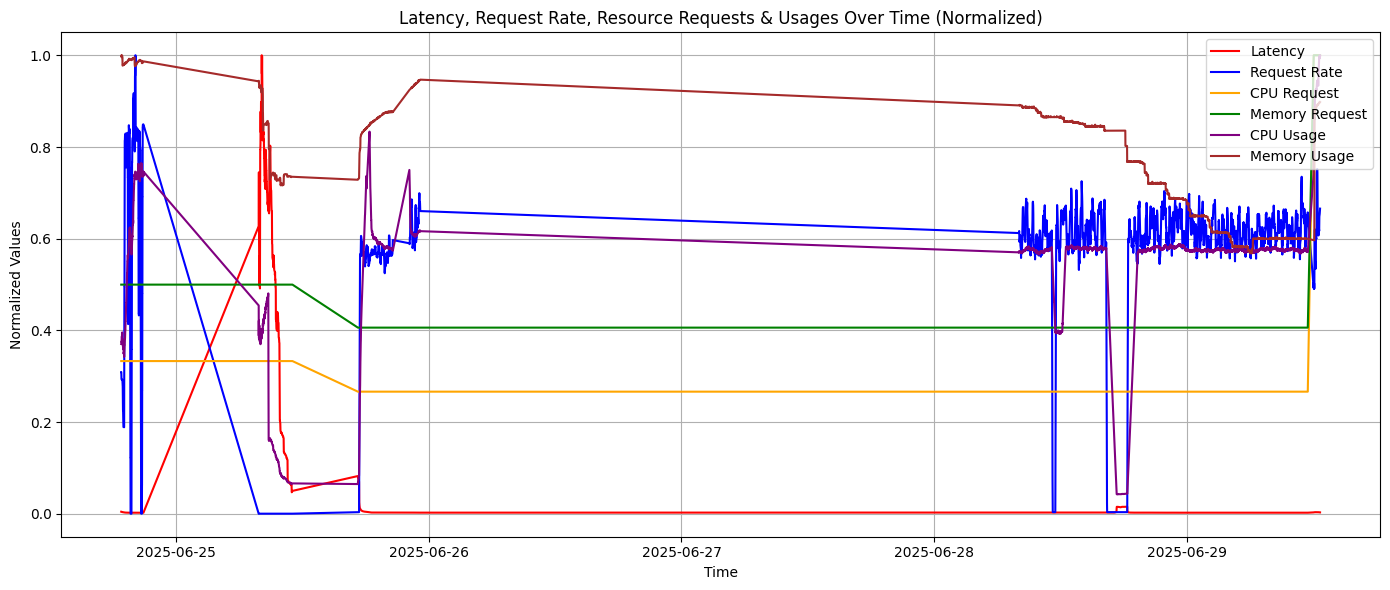 Latency, Request Rate, Resource Requests & Usages Over Time (Normalized)
Normalized Values
1.0
0.8
0.6
0.4
0.2
0.0
Latency
Request Rate
CPU Request
Memory Request
CPU Usage
Memory Usage
2025-06-25
2025-06-26
2025-06-27
2025-06-28
2025-06-29
Time